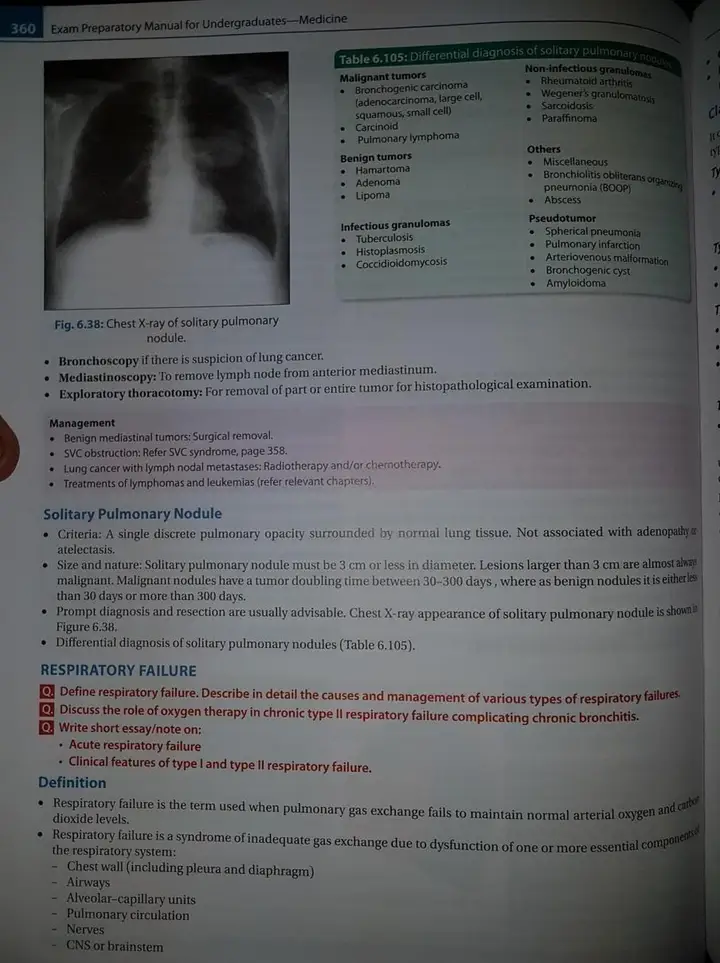 360
Exam Preparatory Manual for Undergraduates—Medicine
Fig. 6.38: Chest X-ray of solitary pulmonary
nodule.
Table 6.105: Differential diagnosis of solitary pulmonary nodules
Malignant tumors
• Bronchogenic carcinoma
(adenocarcinoma, large cell,
squamous, small cell)
• Carcinoid
• Pulmonary lymphoma
Benign tumors
• Hamartoma
• Adenoma
• Lipoma
Infectious granulomas
• Tuberculosis
• Histoplasmosis
• Coccidioidomycosis
Non-infectious granulomas
• Rheumatoid arthritis
• Wegener's granulomatosis
• Sarcoidosis
• Paraffinoma
Others
• Miscellaneous
• Bronchiolitis obliterans organizing
pneumonia (BOOP)
• Abscess
Pseudotumor
• Spherical pneumonia
• Pulmonary infarction
• Arteriovenous malformation
• Bronchogenic cyst
• Amyloidoma
• Bronchoscopy if there is suspicion of lung cancer.
• Mediastinoscopy: To remove lymph node from anterior mediastinum.
• Exploratory thoracotomy: For removal of part or entire tumor for histopathological examination.
Management
• Benign mediastinal tumors: Surgical removal.
• SVC obstruction: Refer SVC syndrome, page 358.
• Lung cancer with lymph nodal metastases: Radiotherapy and/or chemotherapy.
• Treatments of lymphomas and leukemias (refer relevant chapters).
Solitary Pulmonary Nodule
• Criteria: A single discrete pulmonary opacity surrounded by normal lung tissue. Not associated with adenopathy or
atelectasis.
• Size and nature: Solitary pulmonary nodule must be 3 cm or less in diameter. Lesions larger than 3 cm are almost always
malignant. Malignant nodules have a tumor doubling time between 30–300 days , where as benign nodules it is either less
than 30 days or more than 300 days.
• Prompt diagnosis and resection are usually advisable. Chest X-ray appearance of solitary pulmonary nodule is shown in
Figure 6.38.
• Differential diagnosis of solitary pulmonary nodules (Table 6.105).
RESPIRATORY FAILURE
Q. Define respiratory failure. Describe in detail the causes and management of various types of respiratory failures.
Q. Discuss the role of oxygen therapy in chronic type II respiratory failure complicating chronic bronchitis.
Q. Write short essay/note on:
• Acute respiratory failure
• Clinical features of type I and type II respiratory failure.
Definition
• Respiratory failure is the term used when pulmonary gas exchange fails to maintain normal arterial oxygen and carbon
dioxide levels.
• Respiratory failure is a syndrome of inadequate gas exchange due to dysfunction of one or more essential components of
the respiratory system:
– Chest wall (including pleura and diaphragm)
– Airways
– Alveolar–capillary units
– Pulmonary circulation
– Nerves
– CNS or brainstem